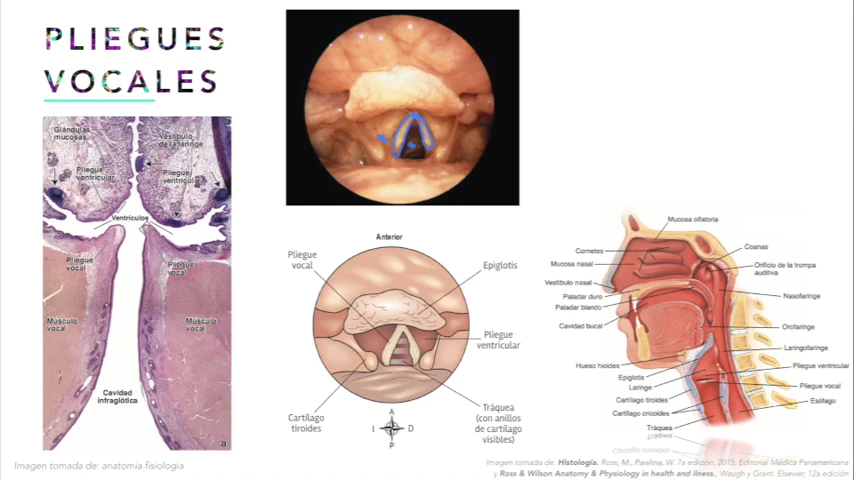 PLIEGUES
VOCALES
Glándulas
mucosas
Vestíbulo
de la laringe
Pliegue
ventricular
Pliegue
ventricular
Ventrículos
Pliegue
vocal
Pliegue
vocal
Músculo
vocal
Músculo
vocal
Cavidad
infraglótica
a
Imagen tomada de: anatomia fisiologia
Anterior
Pliegue
vocal
Epiglotis
Pliegue
ventricular
Cartílago
tiroides
Tráquea
(con anillos
de cartílago
visibles)
A
I
D
P
Mucosa olfatoria
Cornetes
Mucosa nasal
Vestíbulo nasal
Paladar duro
Paladar blando
Cavidad bucal
Hueso hioides
Epiglotis
Laringe
Cartílago tiroides
Cartílago cricoides
Tráquea
Coanas
Orificio de la trompa
auditiva
Nasofaringe
Orofaringe
Laringofaringe
Pliegue ventricular
Pliegue vocal
Esófago
Imagen tomada de: Histología. Ross, M., Pawlina, W. 7a edición, 2015; Editorial Médica Panamericana
y Ross & Wilson Anatomy & Physiology in health and ilness., Waugh y Grant, Elsevier, 12a edición